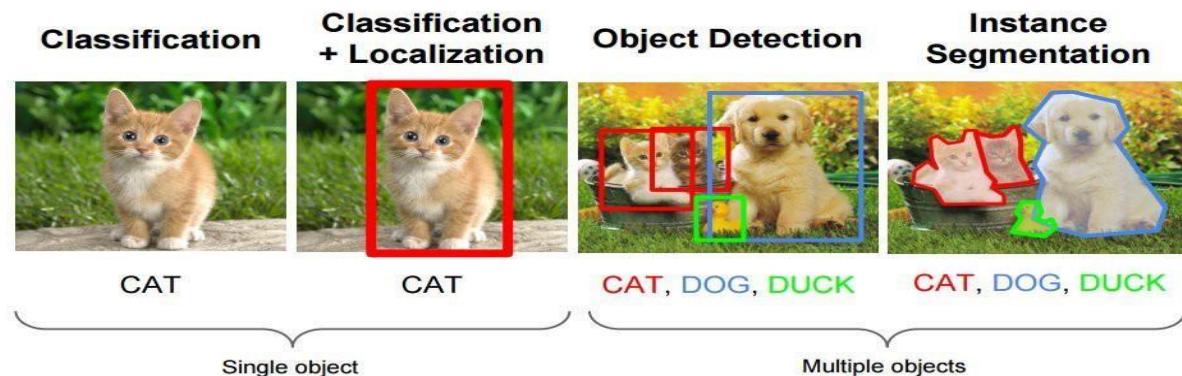 Classification
Classification
+ Localization
Object Detection
Instance
Segmentation
CAT
CAT
CAT, DOG, DUCK
CAT, DOG, DUCK
Single object
Multiple objects